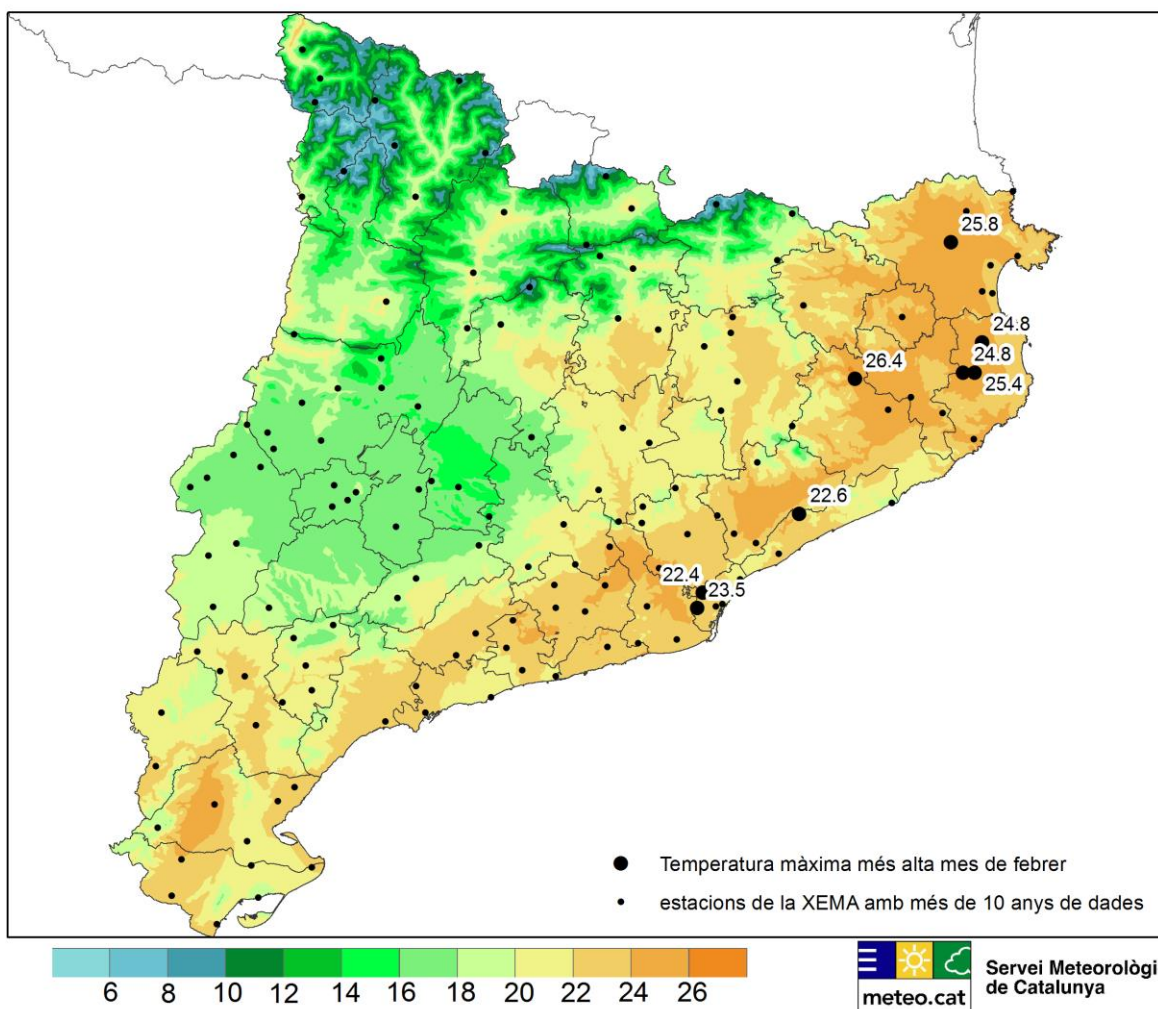 25.8
24.8
24.8
26.4
25.4
22.6
22.4
23.5
Temperatura màxima més alta mes de febrer
estacions de la XEMA amb més de 10 anys de dades
6 8 10 12 14 16 18 20 22 24 26
meteo.cat
Servei Meteorològi
de Catalunya